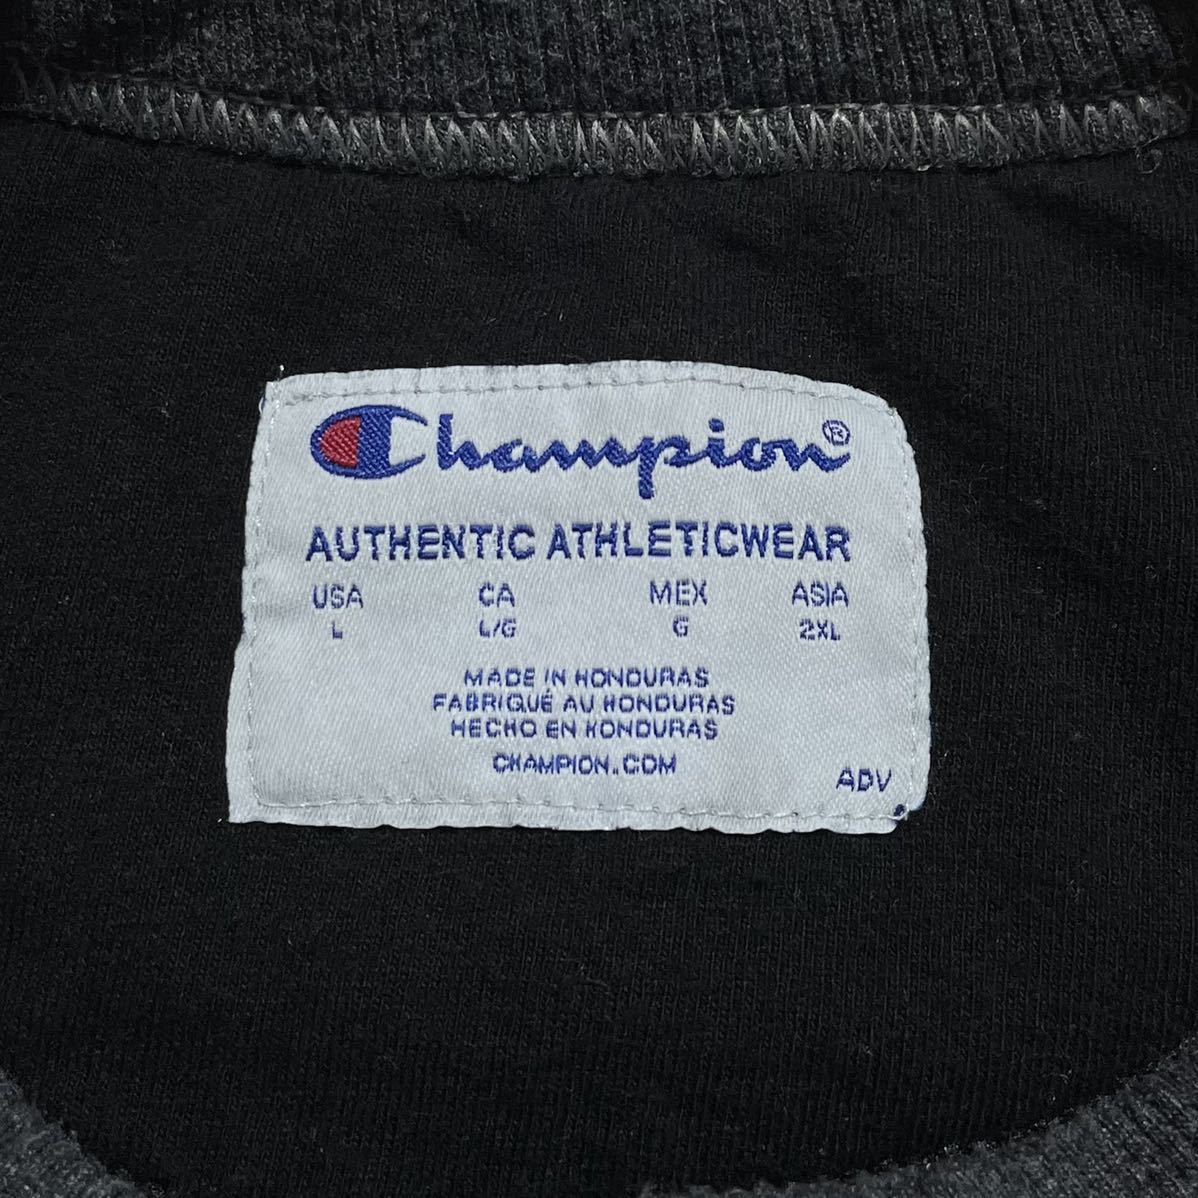 Champion®
AUTHENTIC ATHLETICWEAR
USA CA MEX ASIA
L L/G G 2XL
MADE IN HONDURAS
FABRIQUÉ AU HONDURAS
HECHO EN HONDURAS
CHAMPION.COM
ADV